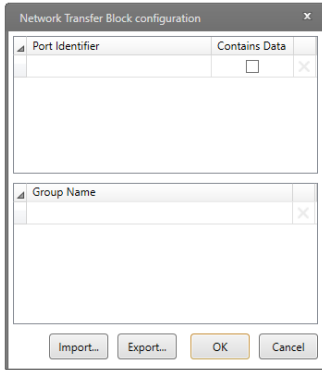 Network Transfer Block configuration x
Port Identifier Contains Data
Group Name
Import... Export... OK Cancel